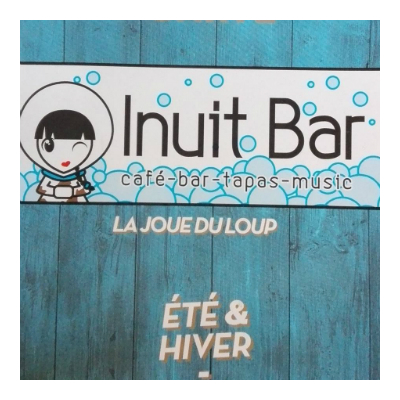 Inuit Bar
café-bar-tapas-music
LA JOUE DU LOUP
ÉTÉ &
HIVER
-